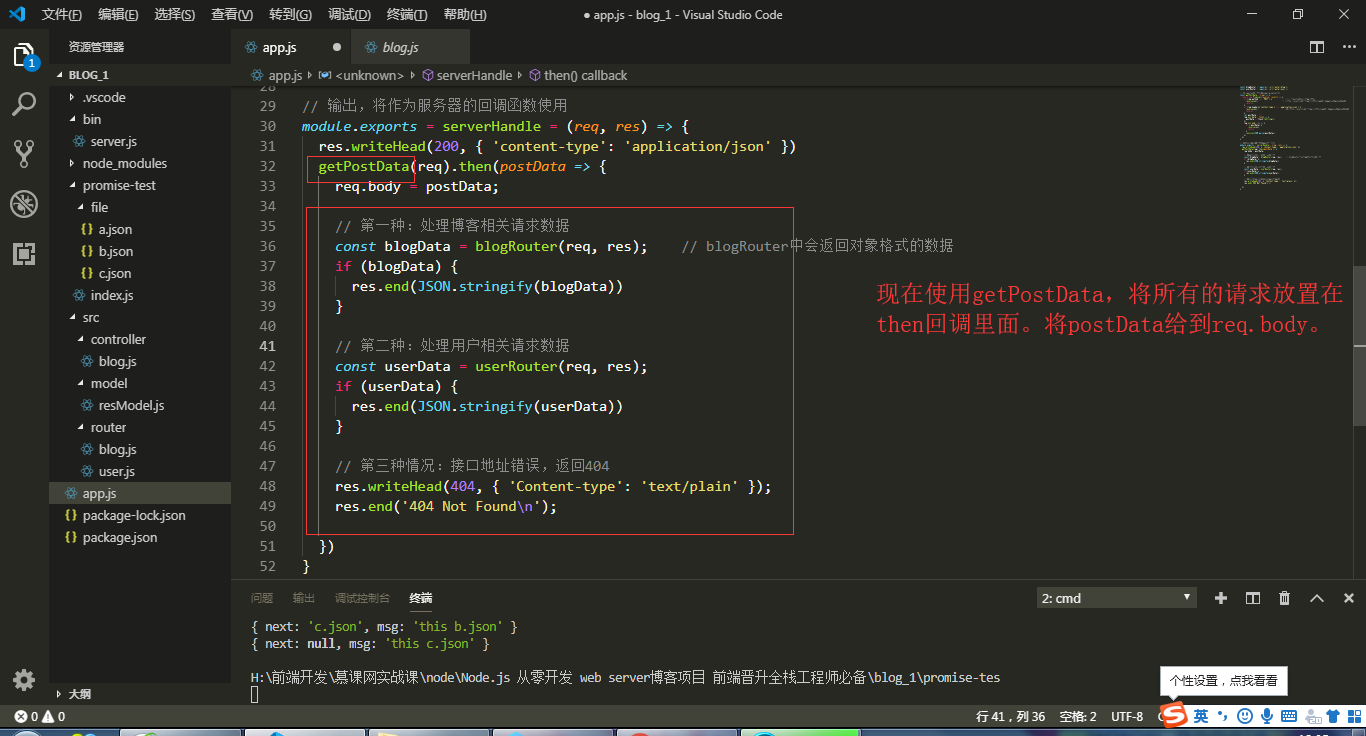 文件(F) 编辑(E) 选择(S) 查看(V) 转到(G) 调试(D) 终端(T) 帮助(H) ● app.js - blog_1 - Visual Studio Code
资源管理器
app.js ● blog.js
1
BLOG_1
app.js <unknown> serverHandle then() callback
.vscode
bin
server.js
node_modules
promise-test
file
a.json
b.json
c.json
index.js
src
controller
blog.js
model
resModel.js
router
blog.js
user.js
app.js
package-lock.json
package.json
大纲
28
29 // 输出，将作为服务器的回调函数使用
30 module.exports = serverHandle = (req, res) => {
31 res.writeHead(200, { 'content-type': 'application/json' })
32 getPostData(req).then(postData => {
33 req.body = postData;
34
35 // 第一种：处理博客相关请求数据
36 const blogData = blogRouter(req, res); // blogRouter中会返回对象格式的数据
37 if (blogData) {
38 res.end(JSON.stringify(blogData))
39 }
40
41 // 第二种：处理用户相关请求数据
42 const userData = userRouter(req, res);
43 if (userData) {
44 res.end(JSON.stringify(userData))
45 }
46
47 // 第三种情况：接口地址错误，返回404
48 res.writeHead(404, { 'Content-type': 'text/plain' });
49 res.end('404 Not Found\n');
50
51 })
52 }
现在使用getPostData，将所有的请求放置在
then回调里面。将postData给到req.body。
问题 输出 调试控制台 终端 2: cmd
{ next: 'c.json', msg: 'this b.json' }
{ next: null, msg: 'this c.json' }
H:\前端开发\慕课网实战课\node\Node.js 从零开发 web server博客项目 前端晋升全栈工程师必备\blog_1\promise-tes
个性设置，点我看看
0 0 行 41，列 36 空格: 2 UTF-8 S 英